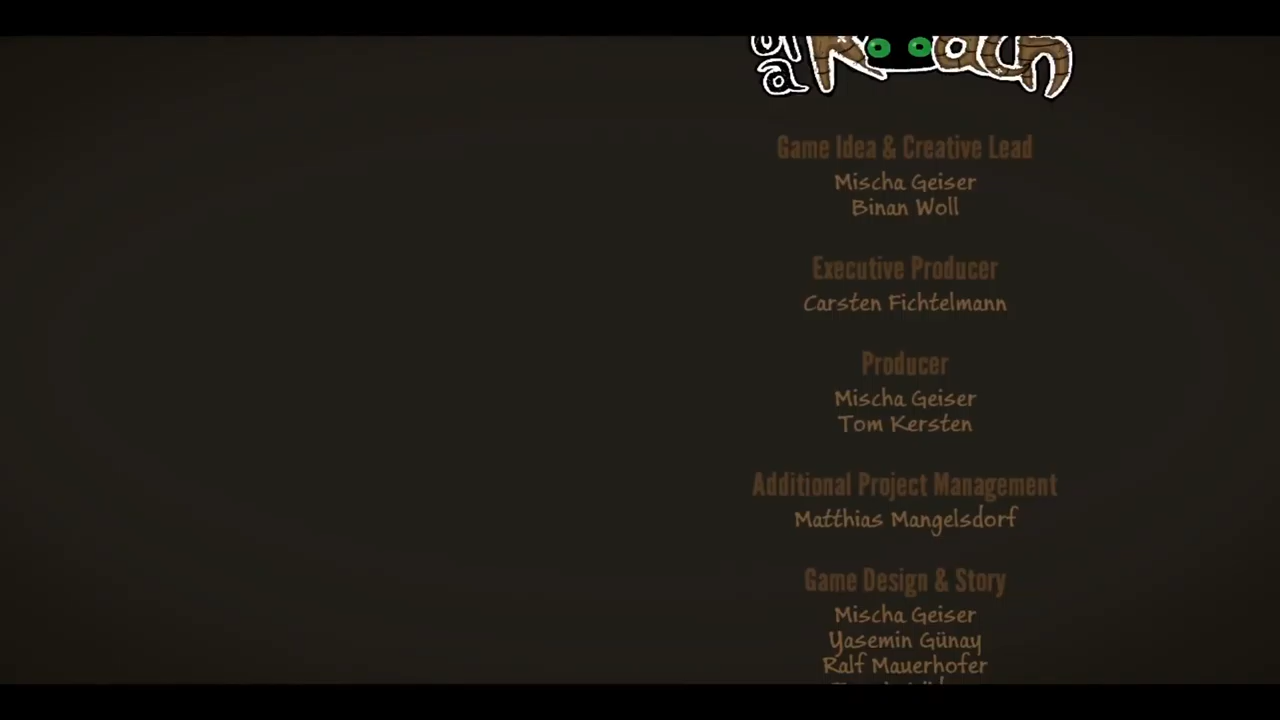 a Roach
Game Idea & Creative Lead
Mischa Geiser
Binan Woll
Executive Producer
Carsten Fichtelmann
Producer
Mischa Geiser
Tom Kersten
Additional Project Management
Matthias Mangelsdorf
Game Design & Story
Mischa Geiser
Yasemin Günay
Ralf Mauerhofer